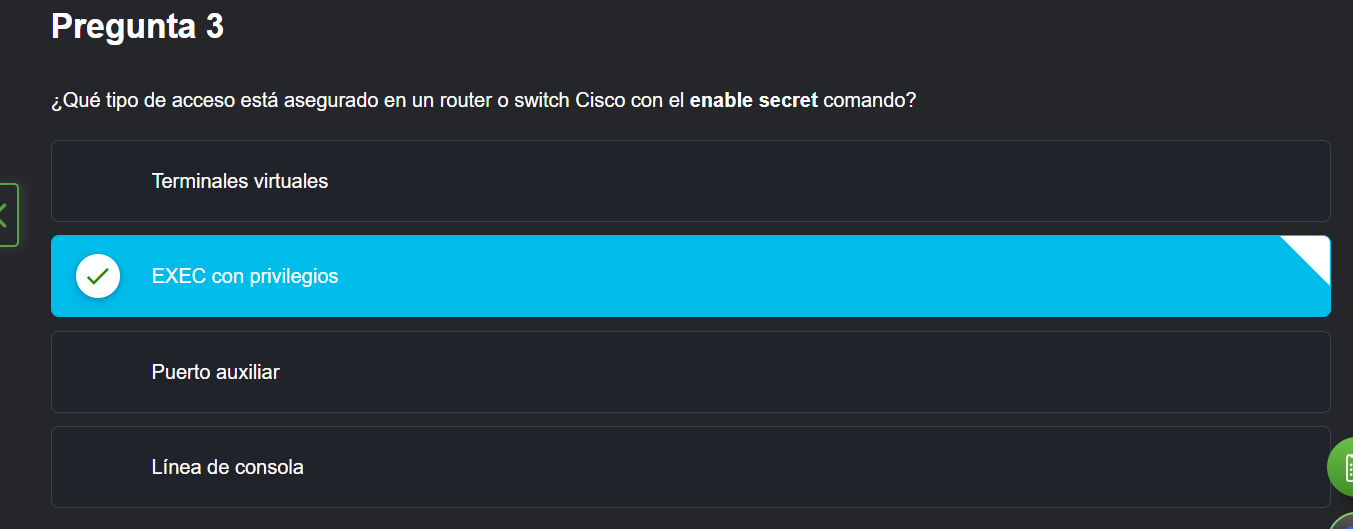 Pregunta 3
¿Qué tipo de acceso está asegurado en un router o switch Cisco con el enable secret comando?
Terminales virtuales
EXEC con privilegios
Puerto auxiliar
Línea de consola